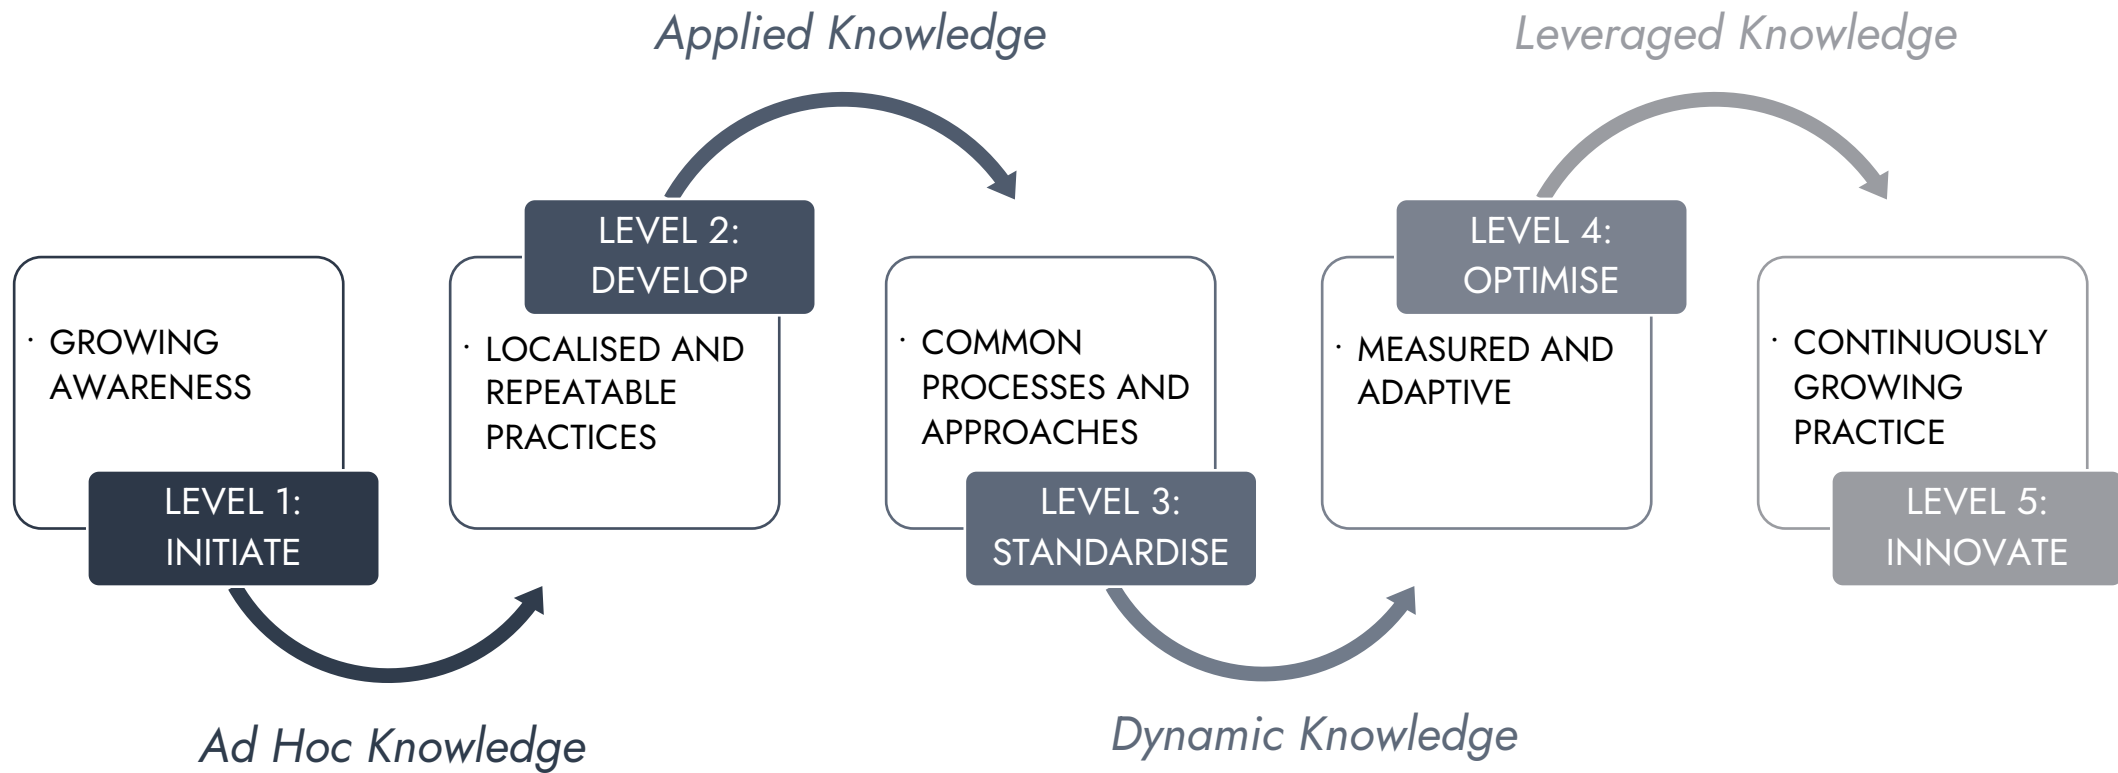 Applied Knowledge
Leveraged Knowledge
· GROWING
AWARENESS
LEVEL 1:
INITIATE
LEVEL 2:
DEVELOP
· LOCALISED AND
REPEATABLE
PRACTICES
· COMMON
PROCESSES AND
APPROACHES
LEVEL 3:
STANDARDISE
LEVEL 4:
OPTIMISE
· MEASURED AND
ADAPTIVE
· CONTINUOUSLY
GROWING
PRACTICE
LEVEL 5:
INNOVATE
Ad Hoc Knowledge
Dynamic Knowledge